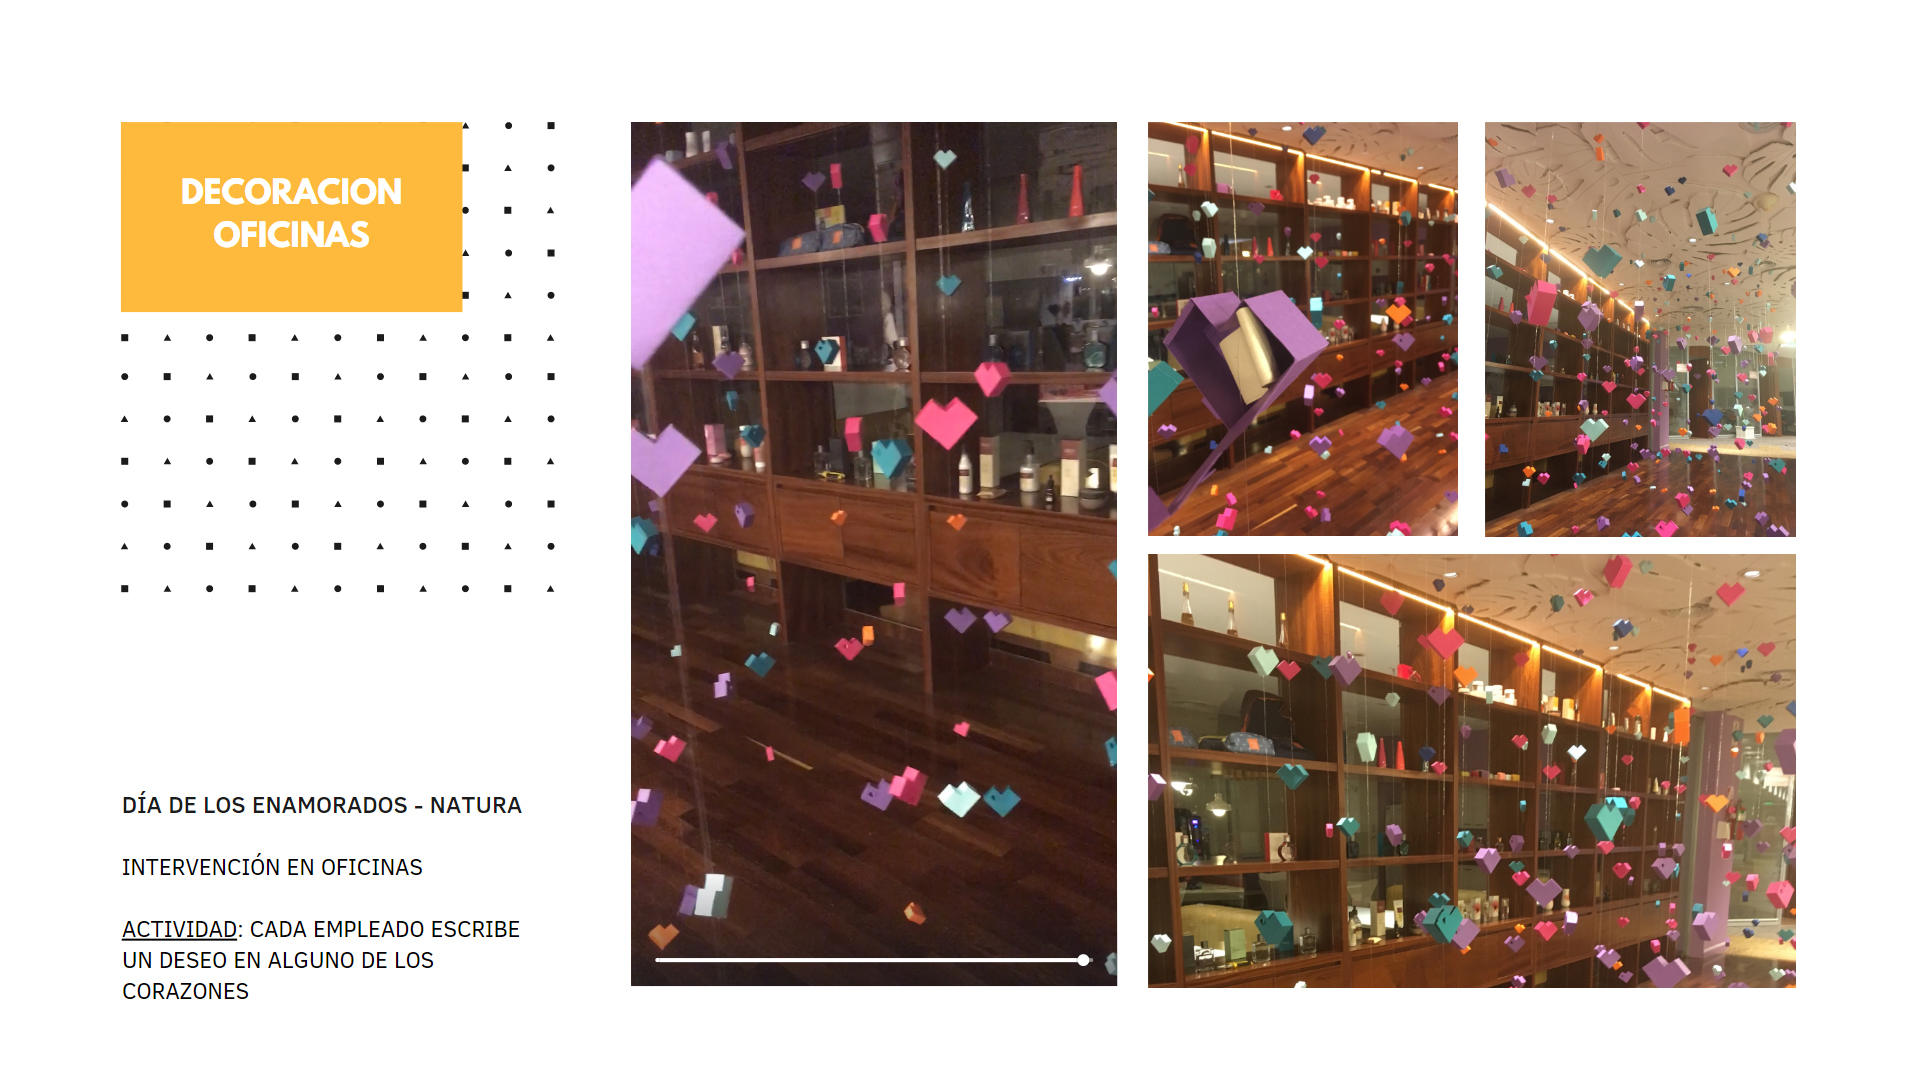 DECORACION
OFICINAS
DÍA DE LOS ENAMORADOS - NATURA
INTERVENCIÓN EN OFICINAS
ACTIVIDAD: CADA EMPLEADO ESCRIBE
UN DESEO EN ALGUNO DE LOS
CORAZONES